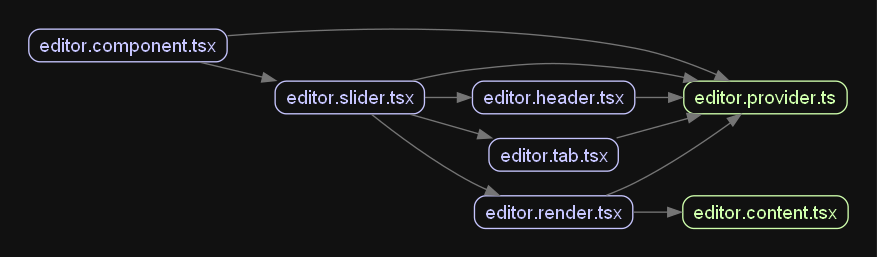 editor.component.tsx
editor.slider.tsx
editor.header.tsx
editor.provider.ts
editor.tab.tsx
editor.render.tsx
editor.content.tsx